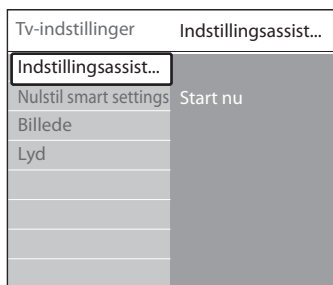 Tv-indstillinger
Indstillingsassist...
Indstillingsassist...
Nulstil smart settings
Start nu
Billede
Lyd